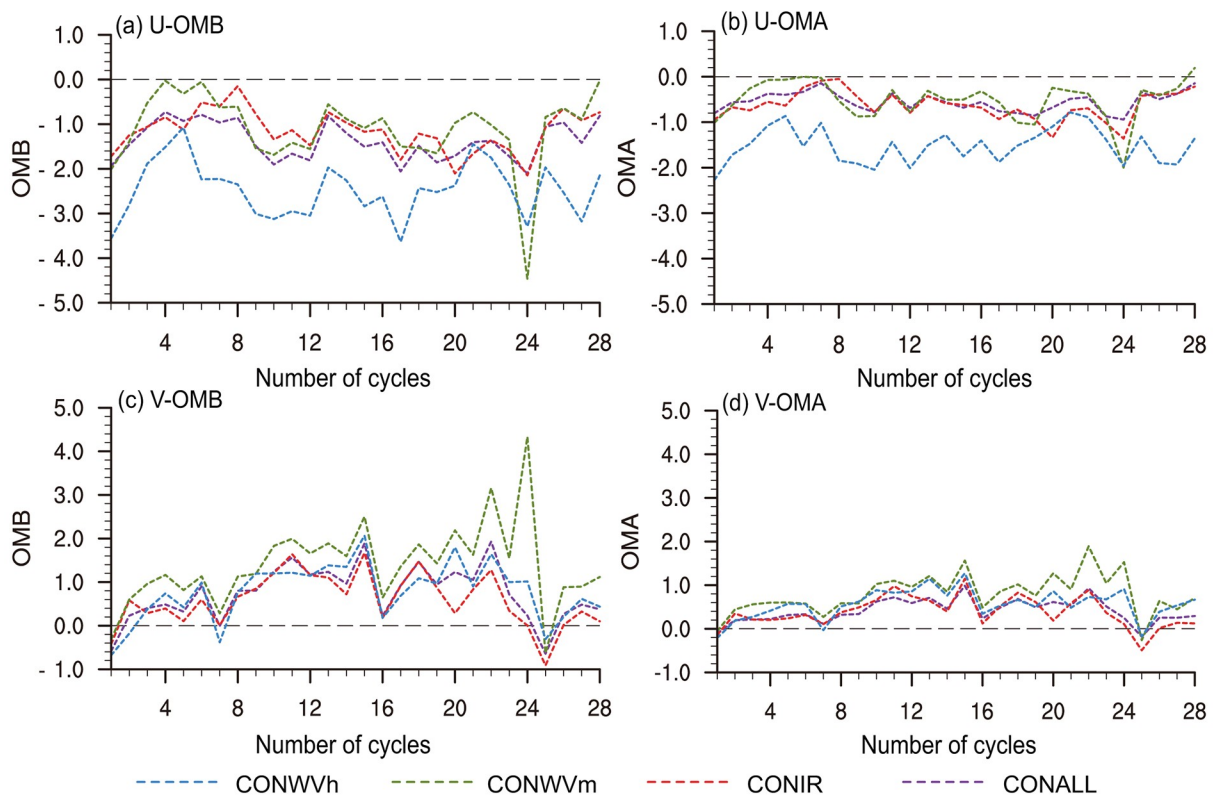 (a) U-OMB
1.0
0.0
- 1.0
- 2.0
- 3.0
- 4.0
- 5.0
OMB
4 8 12 16 20 24 28
Number of cycles
(b) U-OMA
1.0
0.0
-1.0
-2.0
-3.0
-4.0
-5.0
OMA
4 8 12 16 20 24 28
Number of cycles
(c) V-OMB
5.0
4.0
3.0
2.0
1.0
0.0
- 1.0
OMB
4 8 12 16 20 24 28
Number of cycles
(d) V-OMA
5.0
4.0
3.0
2.0
1.0
0.0
-1.0
OMA
4 8 12 16 20 24 28
Number of cycles
CONWVh CONWVm CONIR CONALL